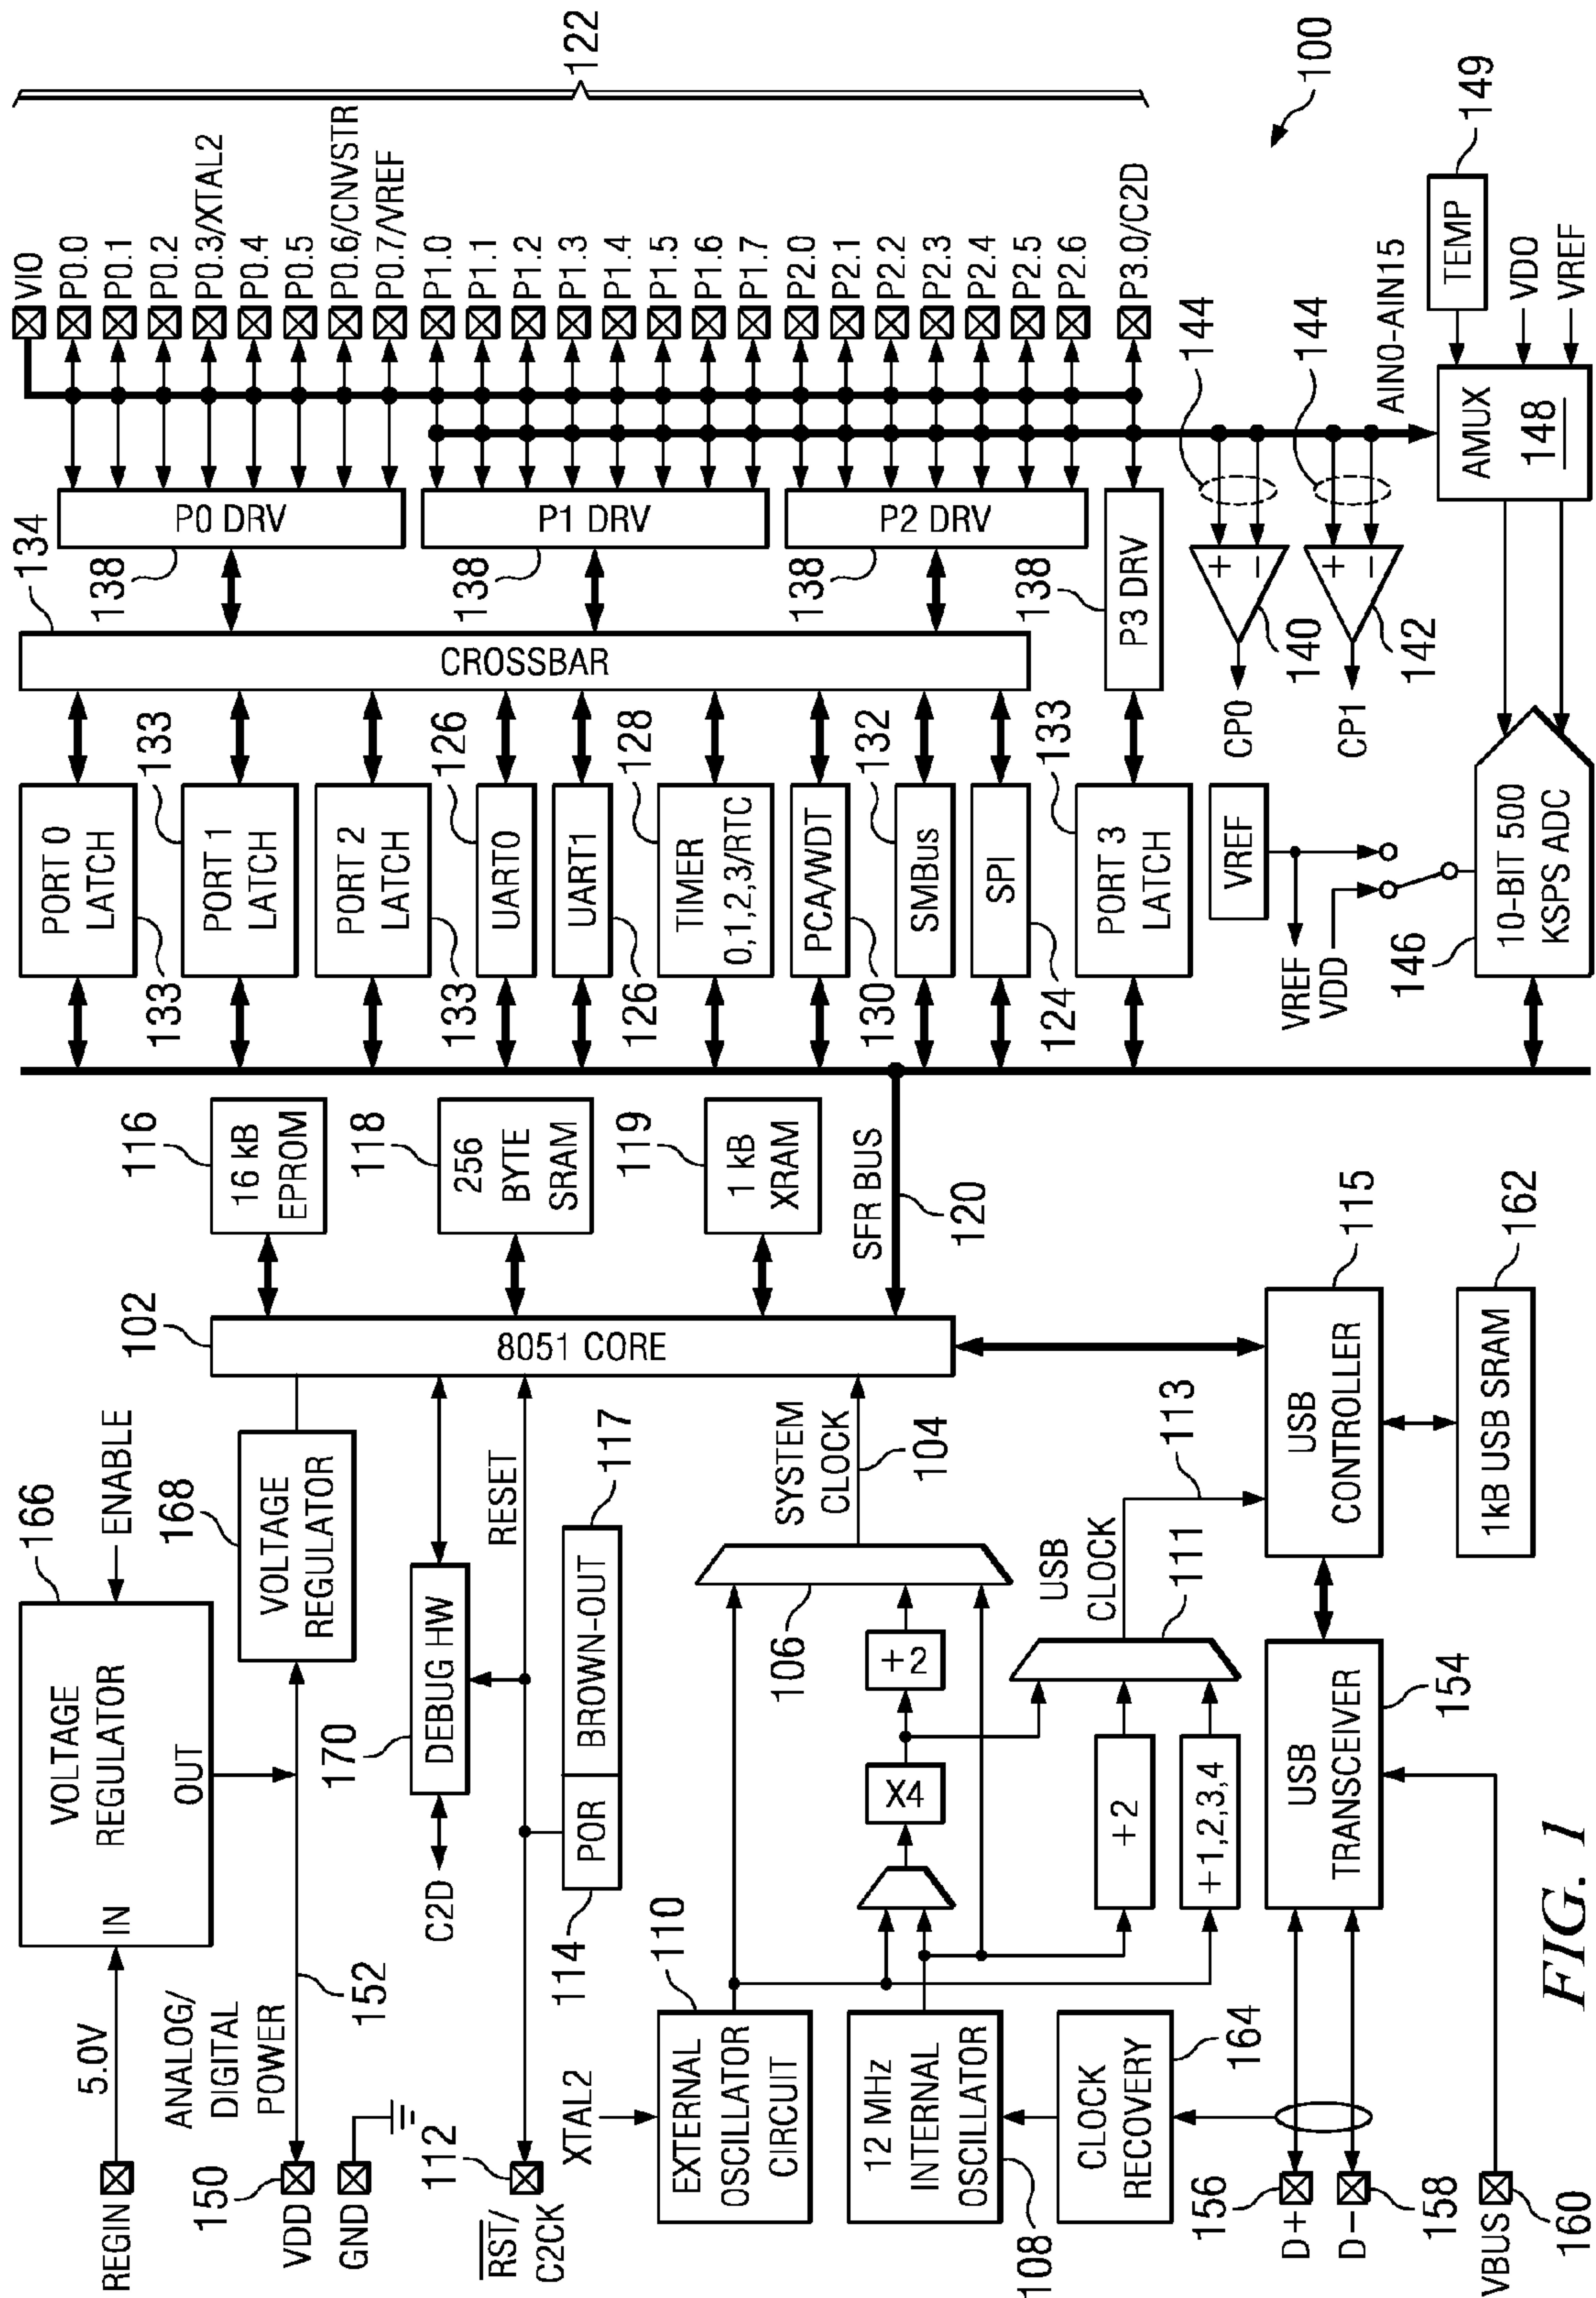 REGIN
5.0V
IN
VOLTAGE
REGULATOR
OUT
166
ENABLE
150
VDD
ANALOG/
DIGITAL
POWER
152
168
VOLTAGE
REGULATOR
GND
112
RST/
C2CK
C2D
170
DEBUG HW
RESET
114
POR
BROWN-OUT
117
102
8051 CORE
116
16 kB
EPROM
118
256
BYTE
SRAM
119
1 kB
XRAM
SFR BUS
120
XTAL2
110
EXTERNAL
OSCILLATOR
CIRCUIT
12 MHz
INTERNAL
OSCILLATOR
108
CLOCK
RECOVERY
164
X4
+2
106
SYSTEM
CLOCK
104
+2
+1,2,3,4
USB
CLOCK
111
113
156
D+
D-
158
VBUS
160
USB
TRANSCEIVER
154
USB
CONTROLLER
115
1kB USB SRAM
162
PORT 0
LATCH
133
PORT 1
LATCH
133
PORT 2
LATCH
133
UART0
126
UART1
126
TIMER
0,1,2,3/RTC
128
PCA/WDT
130
SMBus
132
SPI
124
PORT 3
LATCH
133
134
CROSSBAR
P0 DRV
138
P1 DRV
138
P2 DRV
138
P3 DRV
138
VIO
P0.0
P0.1
P0.2
P0.3/XTAL2
P0.4
P0.5
P0.6/CNVSTR
P0.7/VREF
P1.0
P1.1
P1.2
P1.3
P1.4
P1.5
P1.6
P1.7
P2.0
P2.1
P2.2
P2.3
P2.4
P2.5
P2.6
P3.0/C2D
122
VREF
VREF
VDD
146
10-BIT 500
KSPS ADC
CP0
+
-
140
144
CP1
+
-
142
144
AIN0-AIN15
AMUX
148
TEMP
149
VDO
VREF
100
FIG. 1